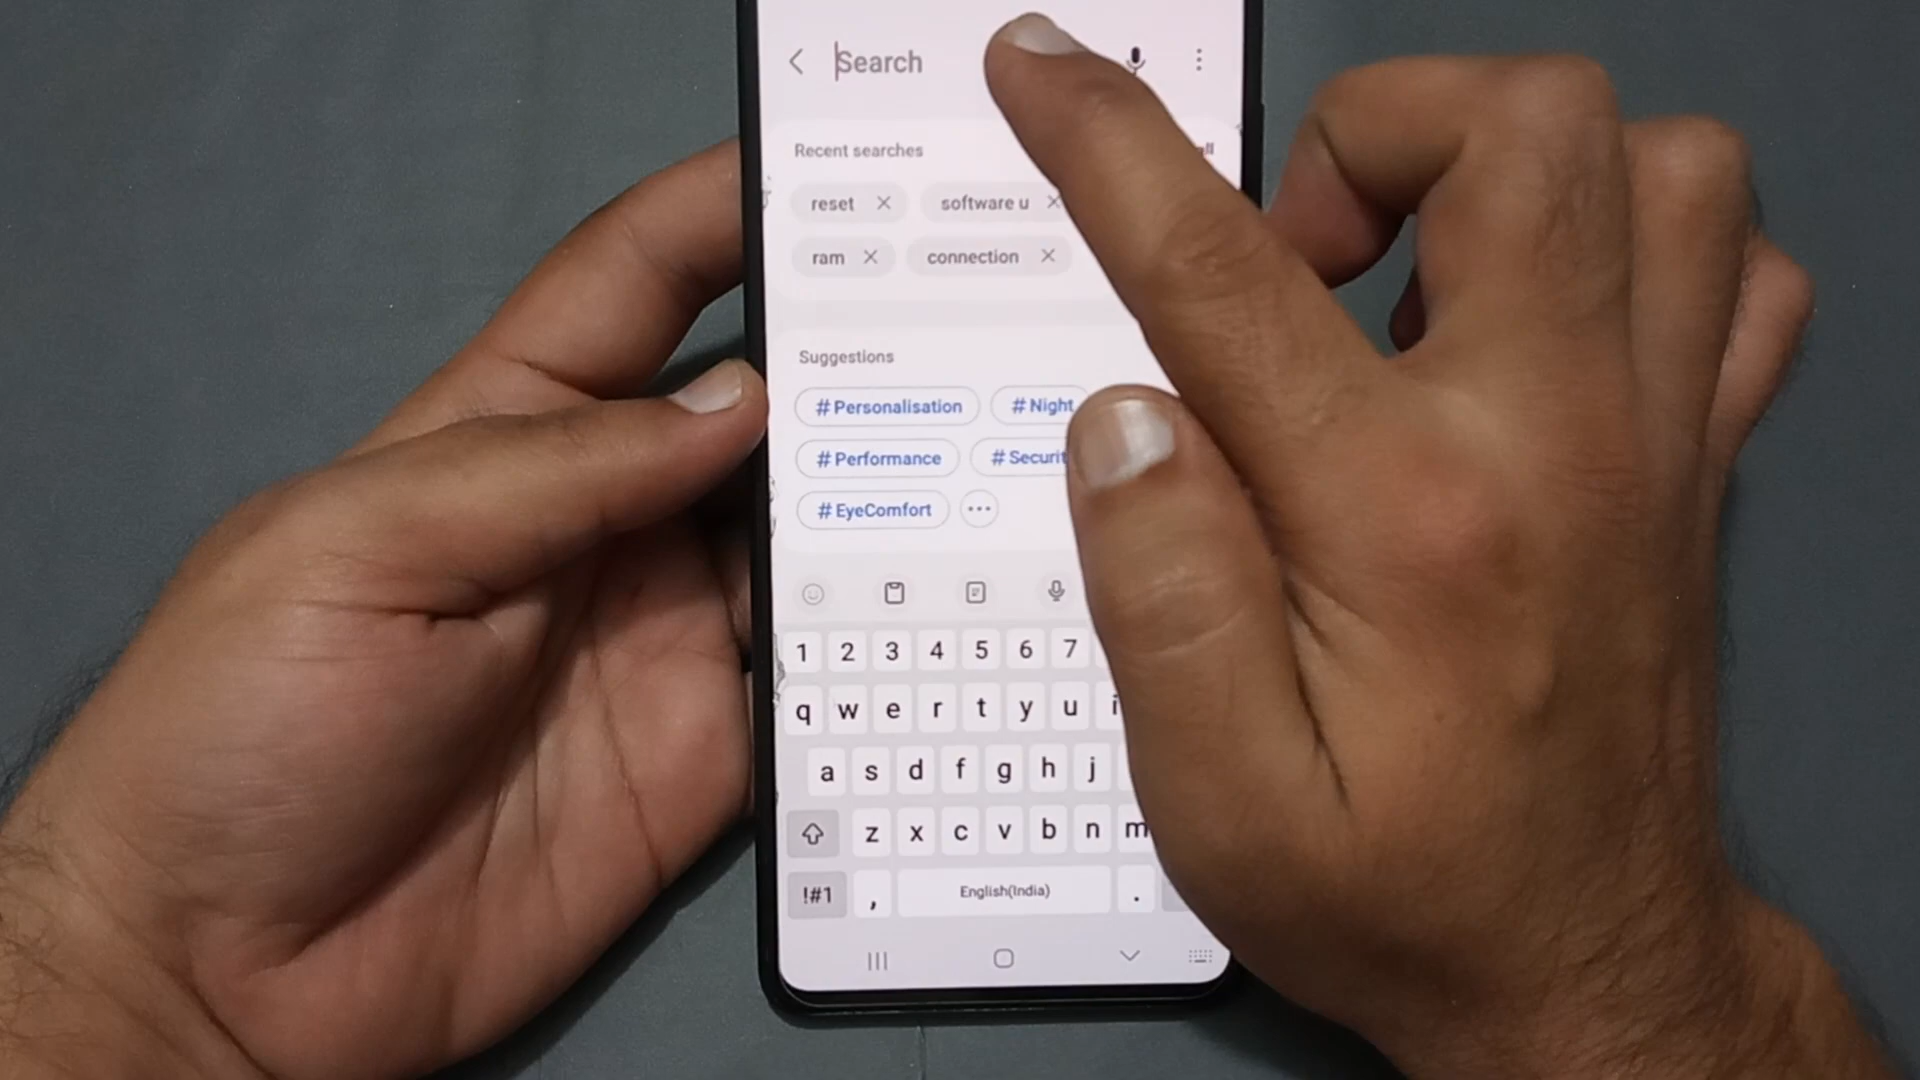 Search
Recent searches
reset software u
ram connection
Suggestions
#Personalisation #Night
#Performance
#EyeComfort
1 2 3 4 5 6 7
q w e r t y u i
a s d f g h j
z x c v b n m
!#1 , English(India) .